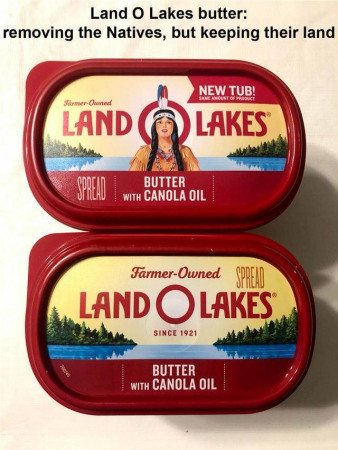 Land O Lakes butter:
removing the Natives, but keeping their land
NEW TUB!
SAME AMOUNT OF PRODUCT
Farmer-Owned
LAND O LAKES®
SPREAD
BUTTER
WITH CANOLA OIL
Farmer-Owned
SPREAD
LAND O LAKES®
SINCE 1921
BUTTER
WITH CANOLA OIL